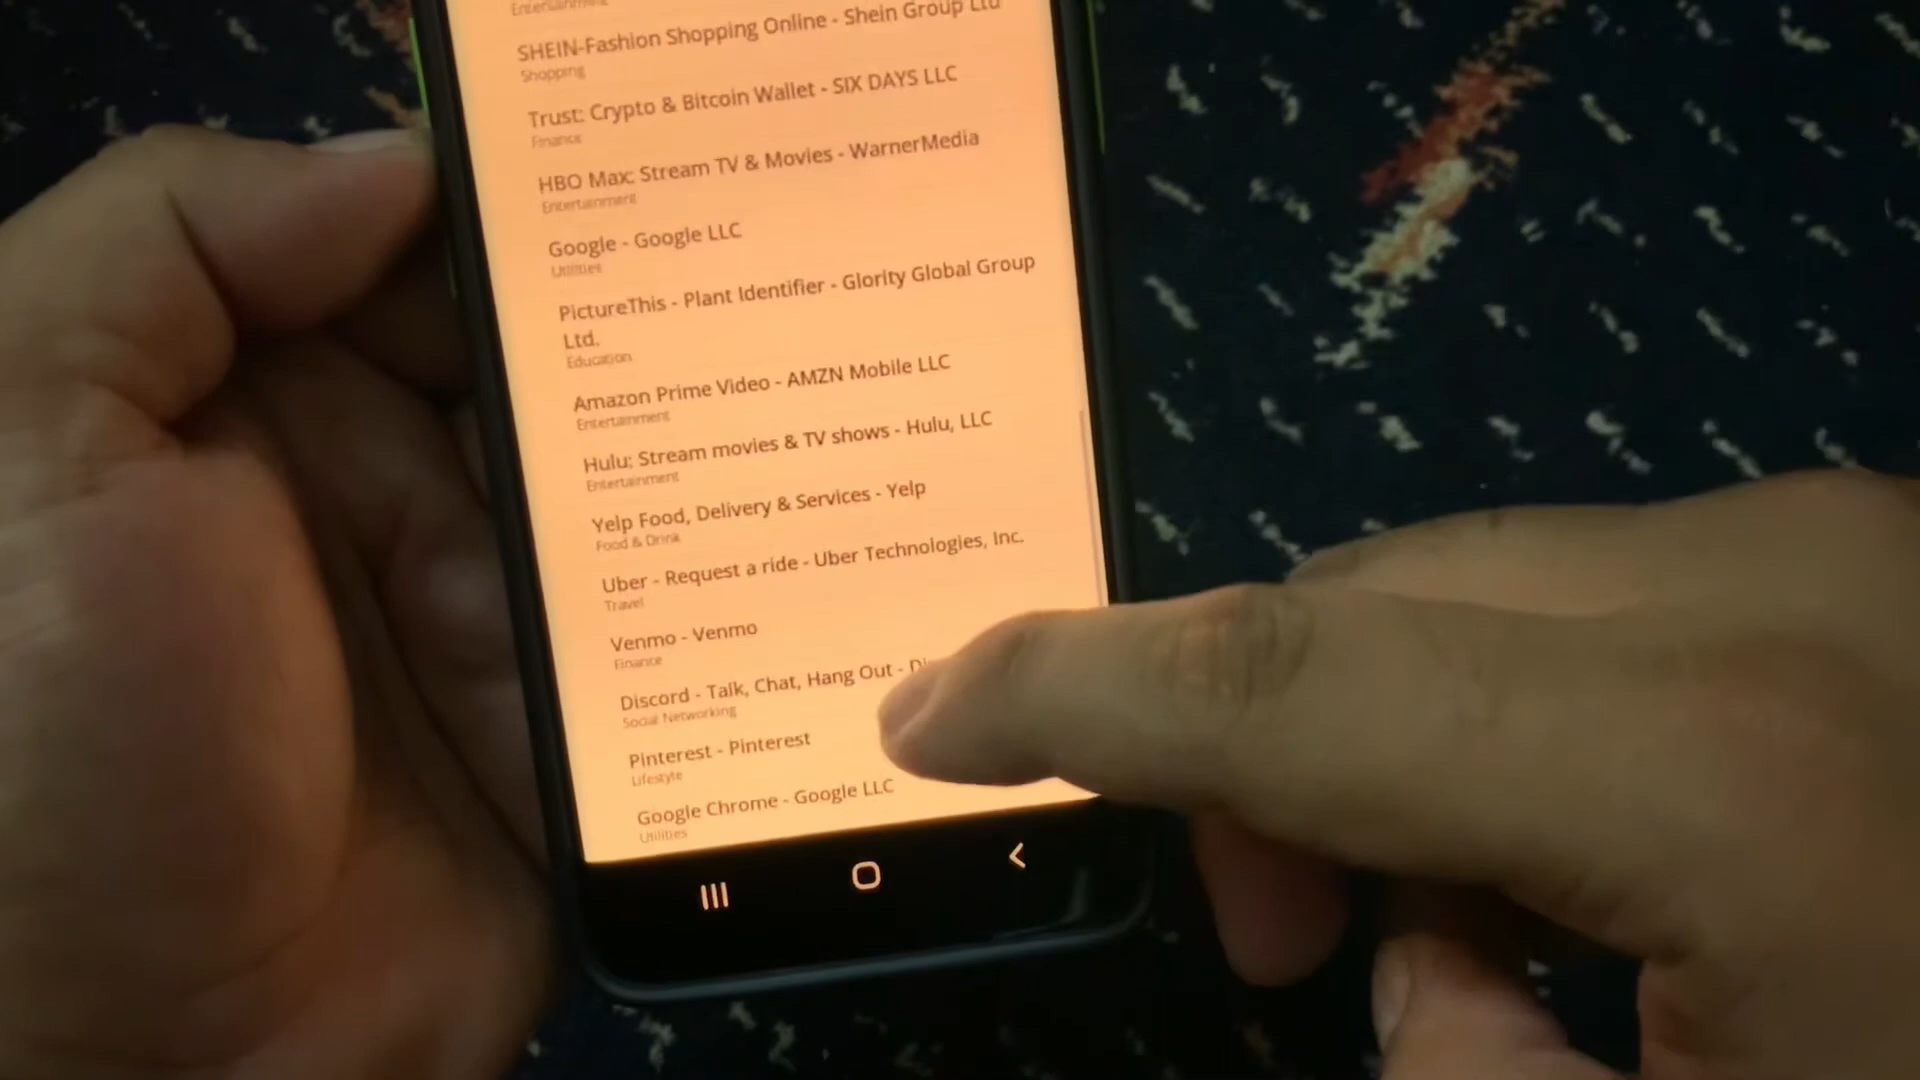 Entertainment
SHEIN-Fashion Shopping Online - Shein Group Ltd
Shopping
Trust: Crypto & Bitcoin Wallet - SIX DAYS LLC
Finance
HBO Max: Stream TV & Movies - WarnerMedia
Entertainment
Google - Google LLC
Utilities
PictureThis - Plant Identifier - Glority Global Group
Ltd.
Education
Amazon Prime Video - AMZN Mobile LLC
Entertainment
Hulu: Stream movies & TV shows - Hulu, LLC
Entertainment
Yelp Food, Delivery & Services - Yelp
Food & Drink
Uber - Request a ride - Uber Technologies, Inc.
Travel
Venmo - Venmo
Finance
Discord - Talk, Chat, Hang Out -
Social Networking
Pinterest - Pinterest
Lifestyle
Google Chrome - Google LLC
Utilities